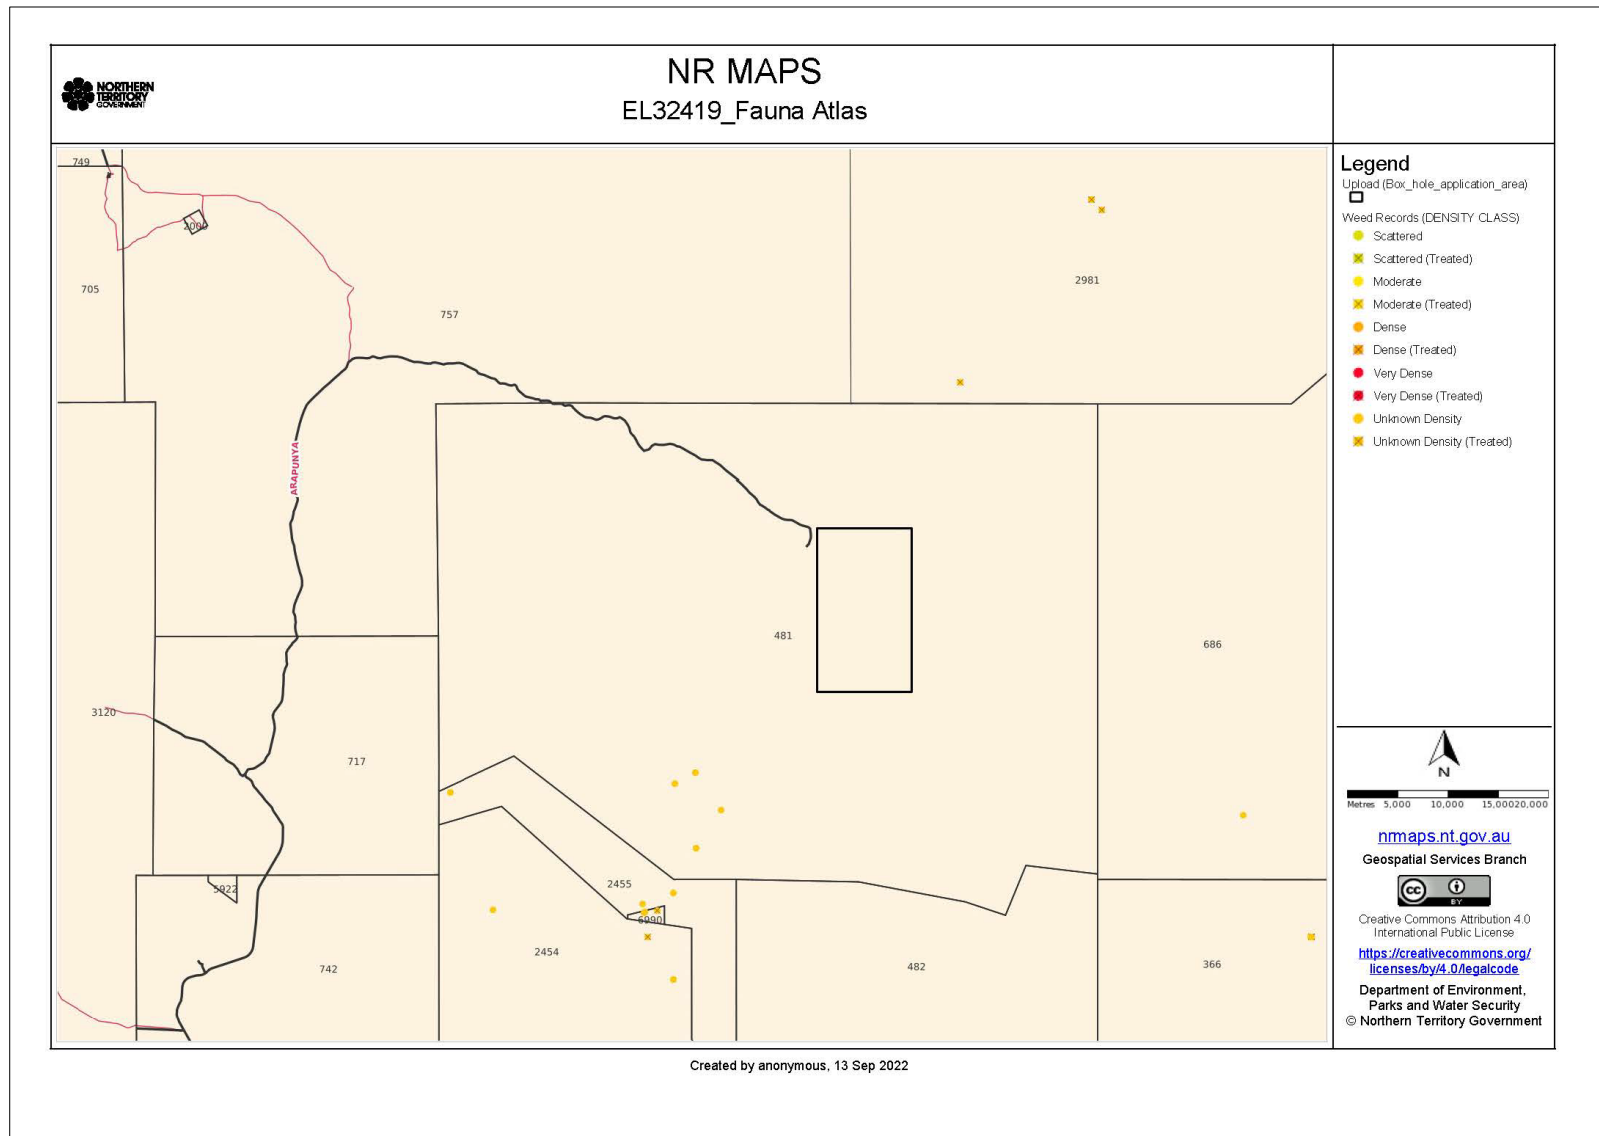 NORTHERN
TERRITORY
GOVERNMENT
NR MAPS
EL32419_Fauna Atlas
749
2000
705
757
2981
ARAPUNYA
481
686
3120
717
5922
2455
6990
2454
742
482
366
Legend
Upload (Box_hole_application_area)
Weed Records (DENSITY CLASS)
Scattered
Scattered (Treated)
Moderate
Moderate (Treated)
Dense
Dense (Treated)
Very Dense
Very Dense (Treated)
Unknown Density
Unknown Density (Treated)
N
Metres 5,000 10,000 15,000 20,000
nrmaps.nt.gov.au
Geospatial Services Branch
cc BY
Creative Commons Attribution 4.0
International Public License
https://creativecommons.org/
licenses/by/4.0/legalcode
Department of Environment,
Parks and Water Security
© Northern Territory Government
Created by anonymous, 13 Sep 2022